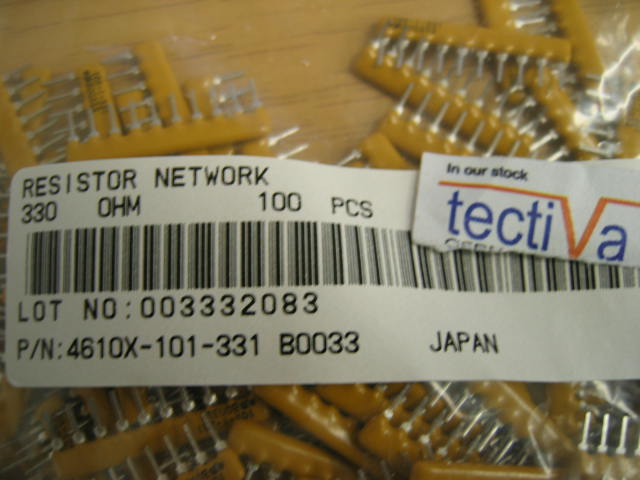 RESISTOR NETWORK
330 OHM 100 PCS
In our stock
tectiva
LOT NO:003332083
P/N:4610X-101-331 B0033 JAPAN